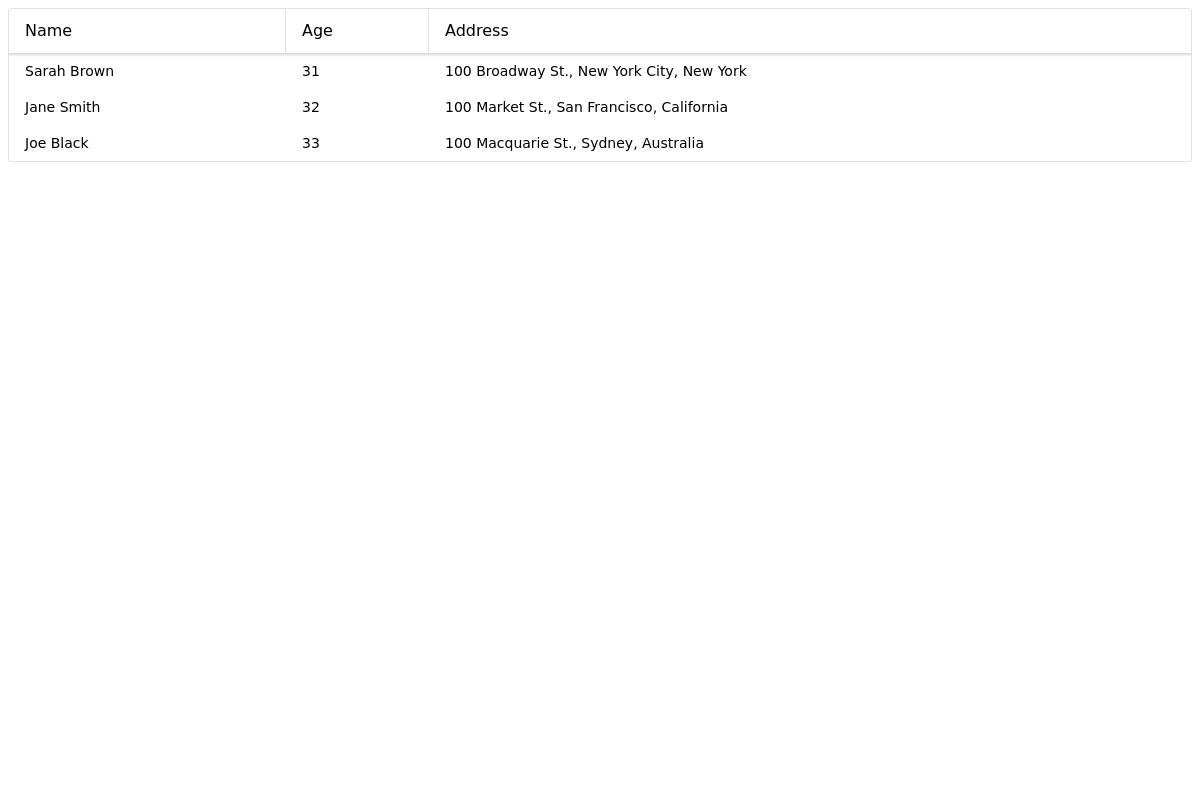 Name Age Address
Sarah Brown 31 100 Broadway St., New York City, New York
Jane Smith 32 100 Market St., San Francisco, California
Joe Black 33 100 Macquarie St., Sydney, Australia